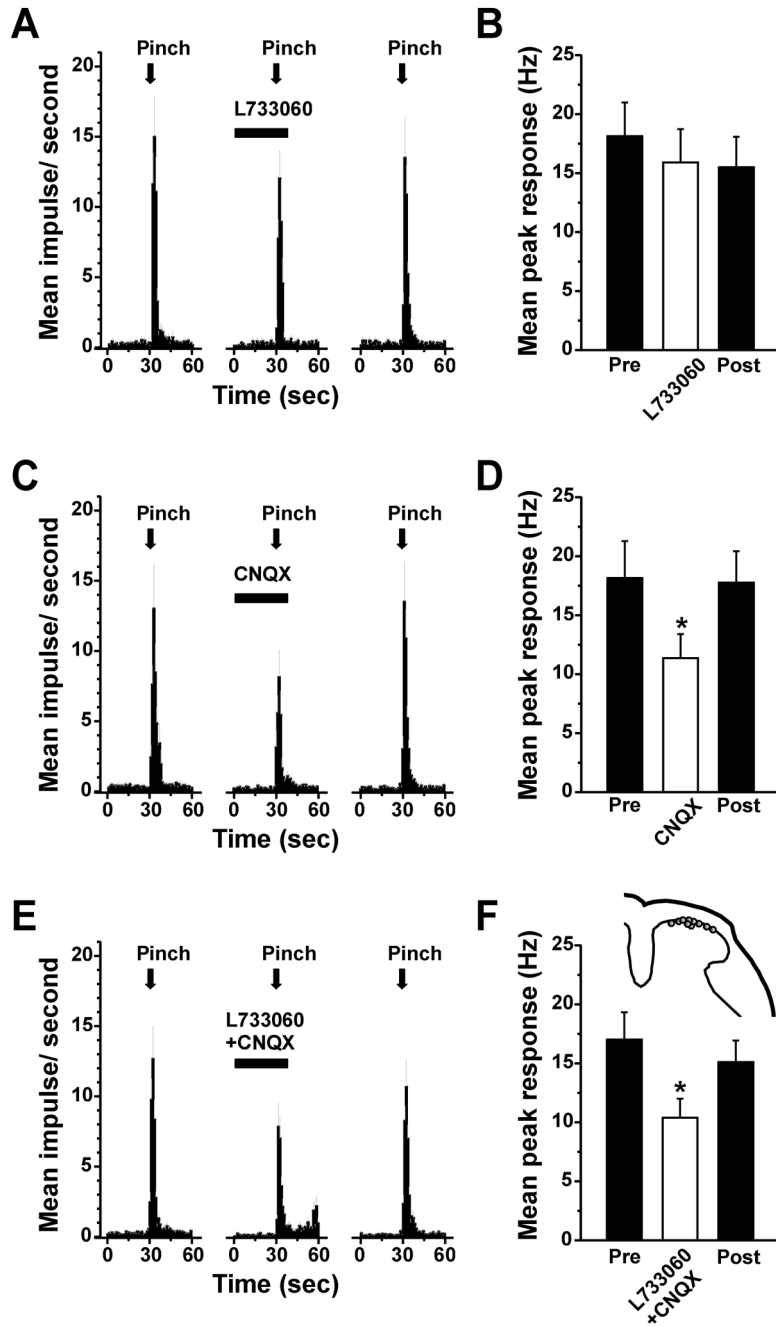 A
Mean impulse/ second
20
15
10
5
0
Pinch
Pinch
Pinch
L733060
0 30 60
0 30 60
0 30 60
Time (sec)
B
Mean peak response (Hz)
25
20
15
10
5
0
Pre
L733060
Post
C
Mean impulse/ second
20
15
10
5
0
Pinch
Pinch
Pinch
CNQX
0 30 60
0 30 60
0 30 60
Time (sec)
D
Mean peak response (Hz)
25
20
15
10
5
0
*
Pre
CNQX
Post
E
Mean impulse/ second
20
15
10
5
0
Pinch
Pinch
Pinch
L733060
+CNQX
0 30 60
0 30 60
0 30 60
Time (sec)
F
Mean peak response (Hz)
25
20
15
10
5
0
*
Pre
L733060
+CNQX
Post